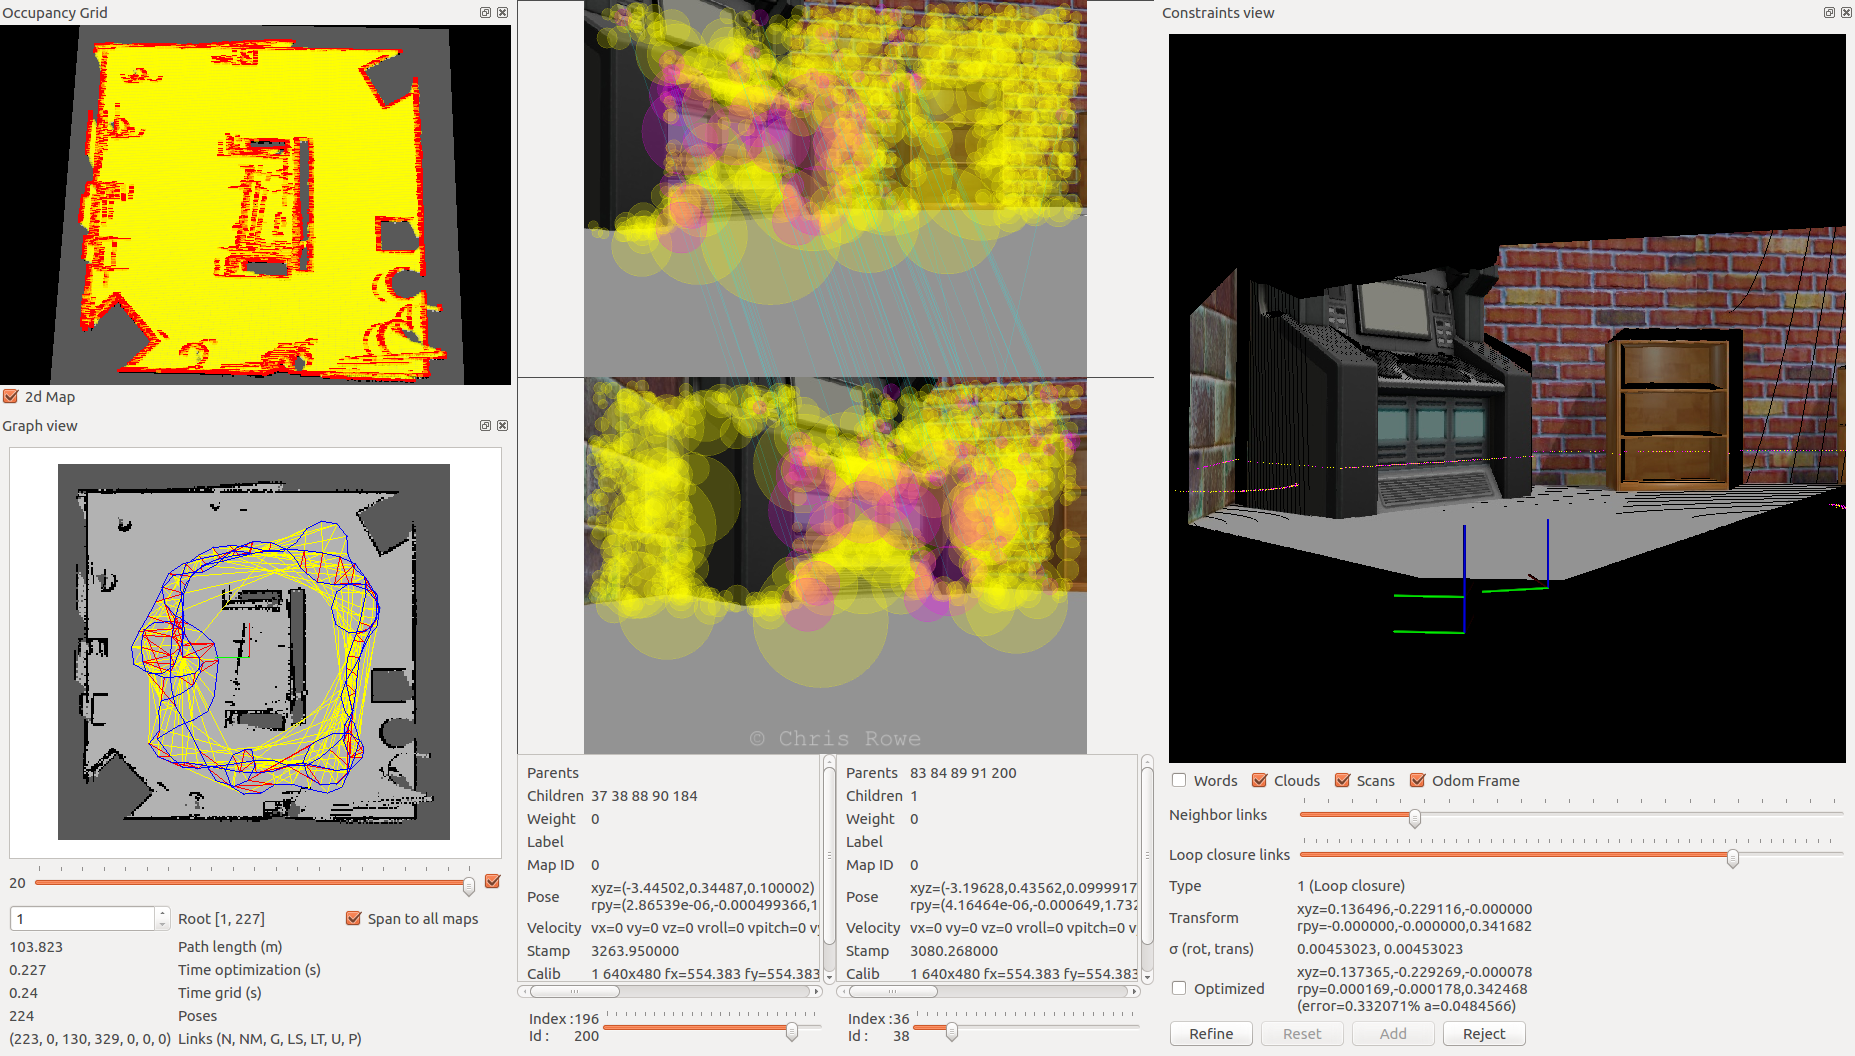 Occupancy Grid
2d Map
Graph view
20
1
Root [1, 227]
Span to all maps
103.823 Path length (m)
0.227 Time optimization (s)
0.24 Time grid (s)
224 Poses
(223, 0, 130, 329, 0, 0, 0) Links (N, NM, G, LS, LT, U, P)
© Chris Rowe
Parents
Children 37 38 88 90 184
Weight 0
Label
Map ID 0
Pose xyz=(-3.44502,0.34487,0.100002)
rpy=(2.86539e-06,-0.000499366,1
Velocity vx=0 vy=0 vz=0 vroll=0 vpitch=0 vy
Stamp 3263.950000
Calib 1 640x480 fx=554.383 fy=554.383
Index :196
Id : 200
Parents 83 84 89 91 200
Children 1
Weight 0
Label
Map ID 0
Pose xyz=(-3.19628,0.43562,0.0999917
rpy=(4.16464e-06,-0.000649,1.732
Velocity vx=0 vy=0 vz=0 vroll=0 vpitch=0 vy
Stamp 3080.268000
Calib 1 640x480 fx=554.383 fy=554.383
Index :36
Id : 38
Constraints view
Words Clouds Scans Odom Frame
Neighbor links
Loop closure links
Type 1 (Loop closure)
Transform xyz=0.136496,-0.229116,-0.000000
rpy=-0.000000,-0.000000,0.341682
σ (rot, trans) 0.00453023, 0.00453023
Optimized xyz=0.137365,-0.229269,-0.000078
rpy=0.000169,-0.000178,0.342468
(error=0.332071% a=0.0484566)
Refine Reset Add Reject